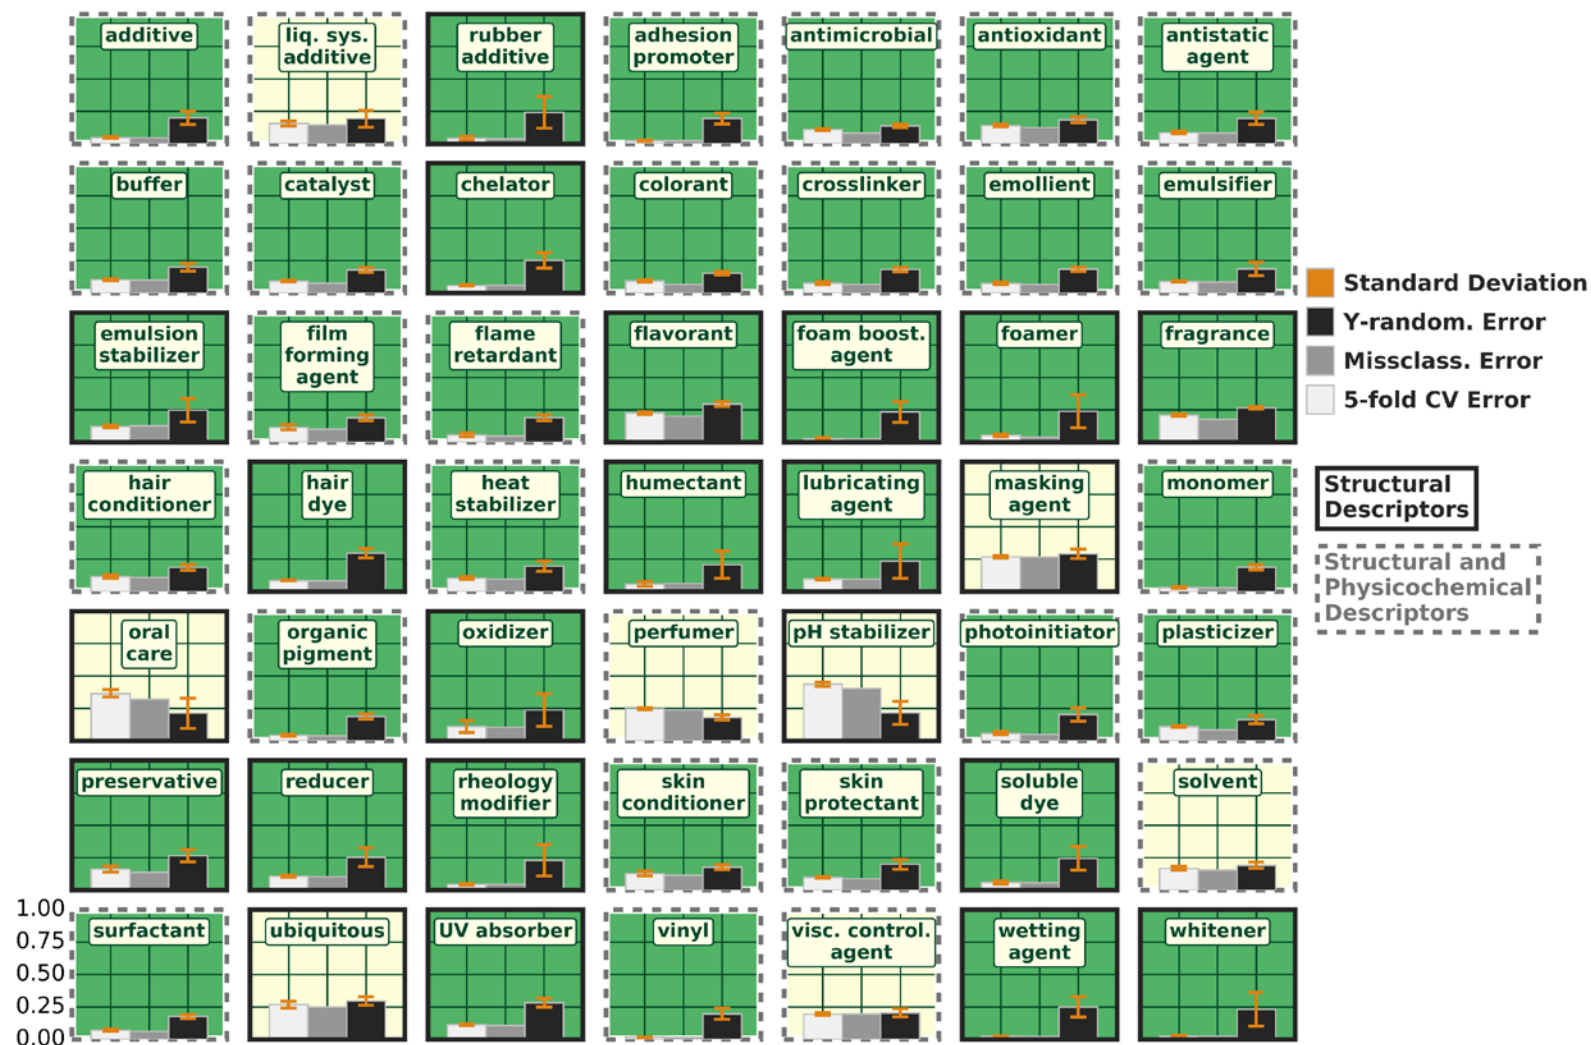 additive
liq. sys.
additive
rubber
additive
adhesion
promoter
antimicrobial
antioxidant
antistatic
agent
buffer
catalyst
chelator
colorant
crosslinker
emollient
emulsifier
emulsion
stabilizer
film
forming
agent
flame
retardant
flavorant
foam boost.
agent
foamer
fragrance
hair
conditioner
hair
dye
heat
stabilizer
humectant
lubricating
agent
masking
agent
monomer
oral
care
organic
pigment
oxidizer
perfumer
pH stabilizer
photoinitiator
plasticizer
preservative
reducer
rheology
modifier
skin
conditioner
skin
protectant
soluble
dye
solvent
surfactant
ubiquitous
UV absorber
vinyl
visc. control.
agent
wetting
agent
whitener
1.00
0.75
0.50
0.25
0.00
Standard Deviation
Y-random. Error
Missclass. Error
5-fold CV Error
Structural
Descriptors
Structural and
Physicochemical
Descriptors